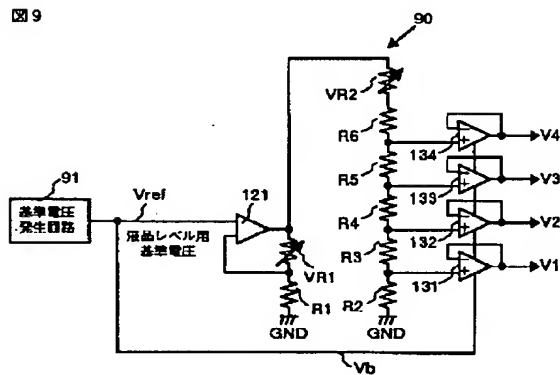 図9
90
VR2
R6
134
V4
R5
133
V3
91
Vref
121
基準電圧
発生回路
液晶レベル用
基準電圧
R4
132
V2
VR1
R3
131
V1
R1
R2
GND
GND
Vb